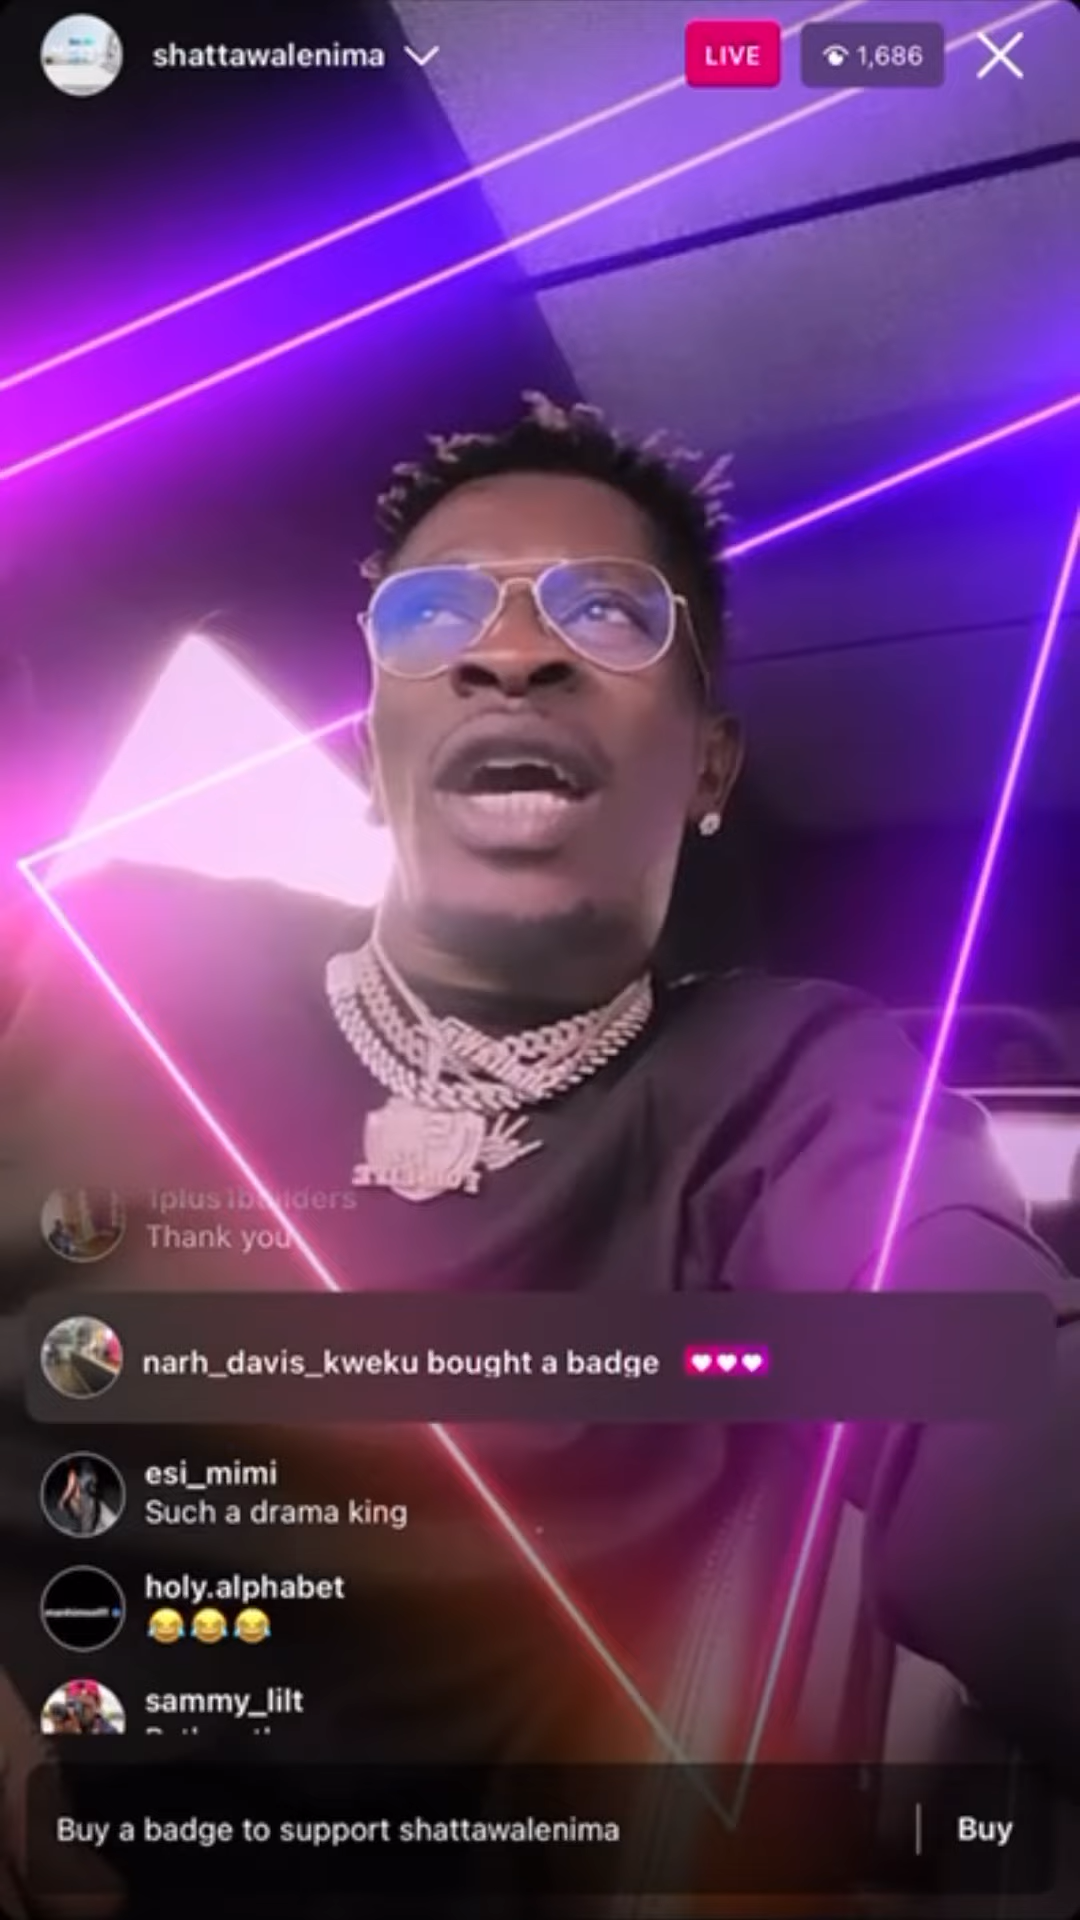 shattawalenima
LIVE
1,686
1plus1builders
Thank you
narh_davis_kweku bought a badge
esi_mimi
Such a drama king
holy.alphabet
😂😂😂
sammy_lilt
Buy a badge to support shattawalenima
Buy